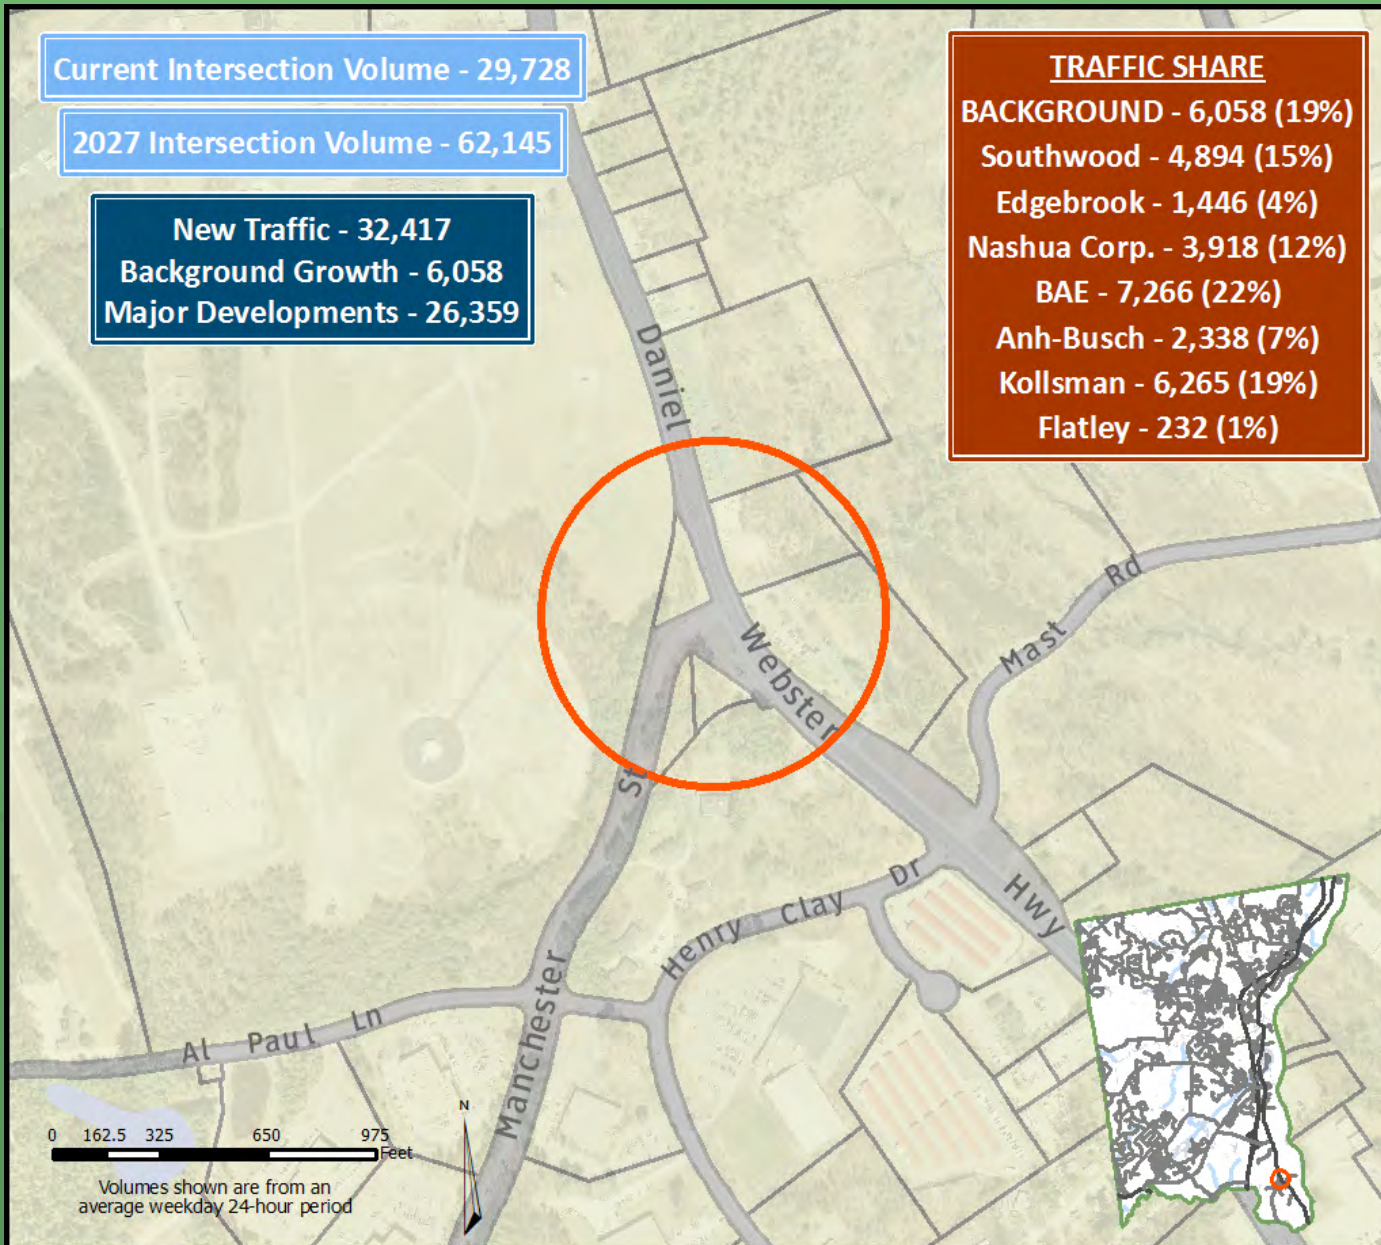 Current Intersection Volume - 29,728
2027 Intersection Volume - 62,145
New Traffic - 32,417
Background Growth - 6,058
Major Developments - 26,359
TRAFFIC SHARE
BACKGROUND - 6,058 (19%)
Southwood - 4,894 (15%)
Edgebrook - 1,446 (4%)
Nashua Corp. - 3,918 (12%)
BAE - 7,266 (22%)
Anh-Busch - 2,338 (7%)
Kollsman - 6,265 (19%)
Flatley - 232 (1%)
Daniel Webster Hwy
Mast Rd
Manchester St
Henry Clay Dr
Al Paul Ln
N
0 162.5 325 650 975
Feet
Volumes shown are from an
average weekday 24-hour period